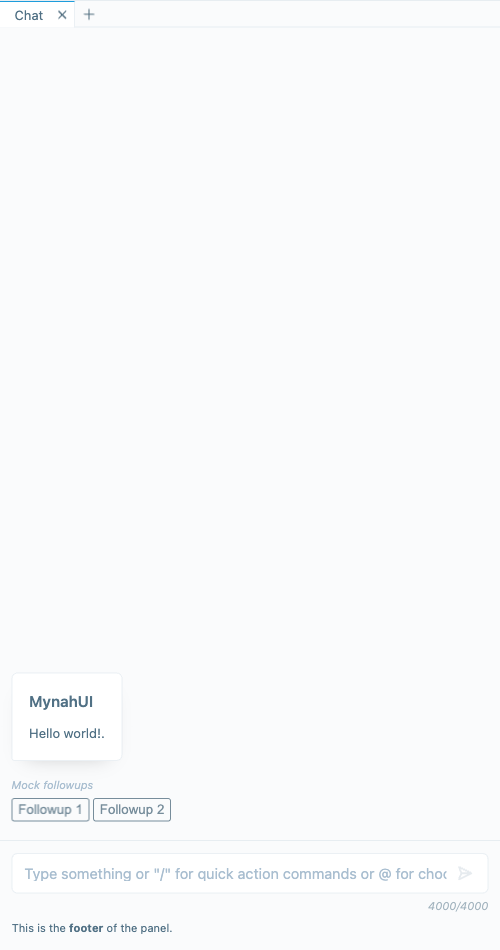 Chat
MynahUI
Hello world!.
Mock followups
Followup 1 Followup 2
Type something or "/" for quick action commands or @ for choo
4000/4000
This is the footer of the panel.